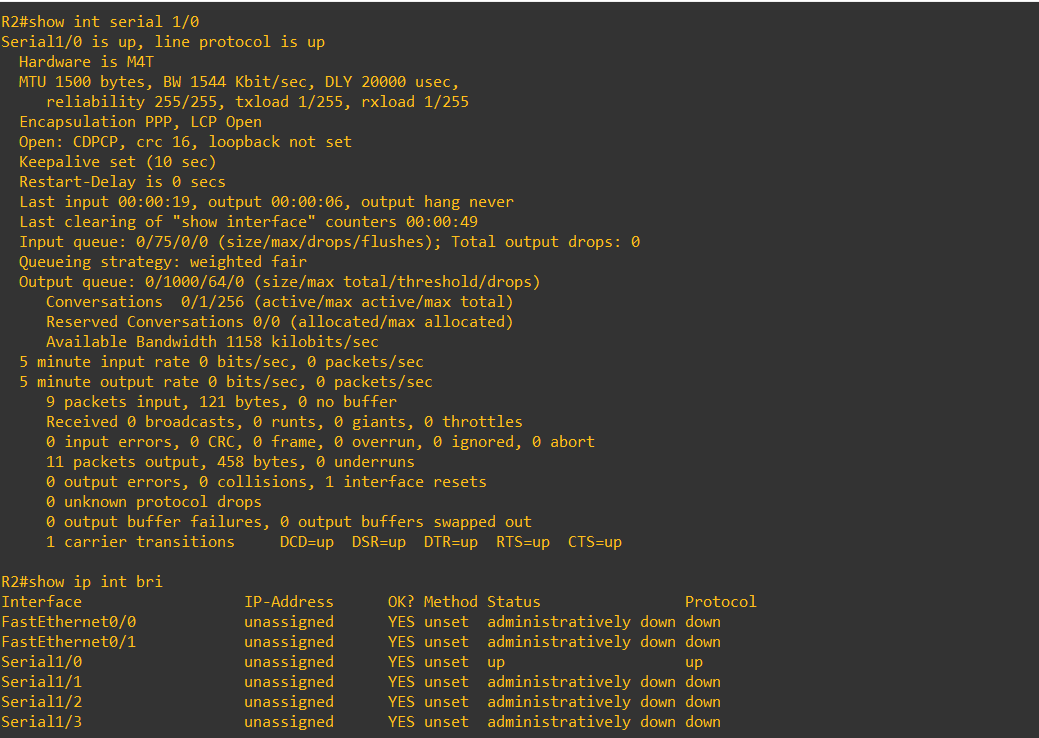 R2#show int serial 1/0
Serial1/0 is up, line protocol is up
  Hardware is M4T
  MTU 1500 bytes, BW 1544 Kbit/sec, DLY 20000 usec,
     reliability 255/255, txload 1/255, rxload 1/255
  Encapsulation PPP, LCP Open
  Open: CDPCP, crc 16, loopback not set
  Keepalive set (10 sec)
  Restart-Delay is 0 secs
  Last input 00:00:19, output 00:00:06, output hang never
  Last clearing of "show interface" counters 00:00:49
  Input queue: 0/75/0/0 (size/max/drops/flushes); Total output drops: 0
  Queueing strategy: weighted fair
  Output queue: 0/1000/64/0 (size/max total/threshold/drops)
     Conversations  0/1/256 (active/max active/max total)
     Reserved Conversations 0/0 (allocated/max allocated)
     Available Bandwidth 1158 kilobits/sec
  5 minute input rate 0 bits/sec, 0 packets/sec
  5 minute output rate 0 bits/sec, 0 packets/sec
     9 packets input, 121 bytes, 0 no buffer
     Received 0 broadcasts, 0 runts, 0 giants, 0 throttles
     0 input errors, 0 CRC, 0 frame, 0 overrun, 0 ignored, 0 abort
     11 packets output, 458 bytes, 0 underruns
     0 output errors, 0 collisions, 1 interface resets
     0 unknown protocol drops
     0 output buffer failures, 0 output buffers swapped out
     1 carrier transitions     DCD=up  DSR=up  DTR=up  RTS=up  CTS=up

R2#show ip int bri
Interface                  IP-Address      OK? Method Status                Protocol
FastEthernet0/0            unassigned      YES unset  administratively down down
FastEthernet0/1            unassigned      YES unset  administratively down down
Serial1/0                  unassigned      YES unset  up                    up
Serial1/1                  unassigned      YES unset  administratively down down
Serial1/2                  unassigned      YES unset  administratively down down
Serial1/3                  unassigned      YES unset  administratively down down